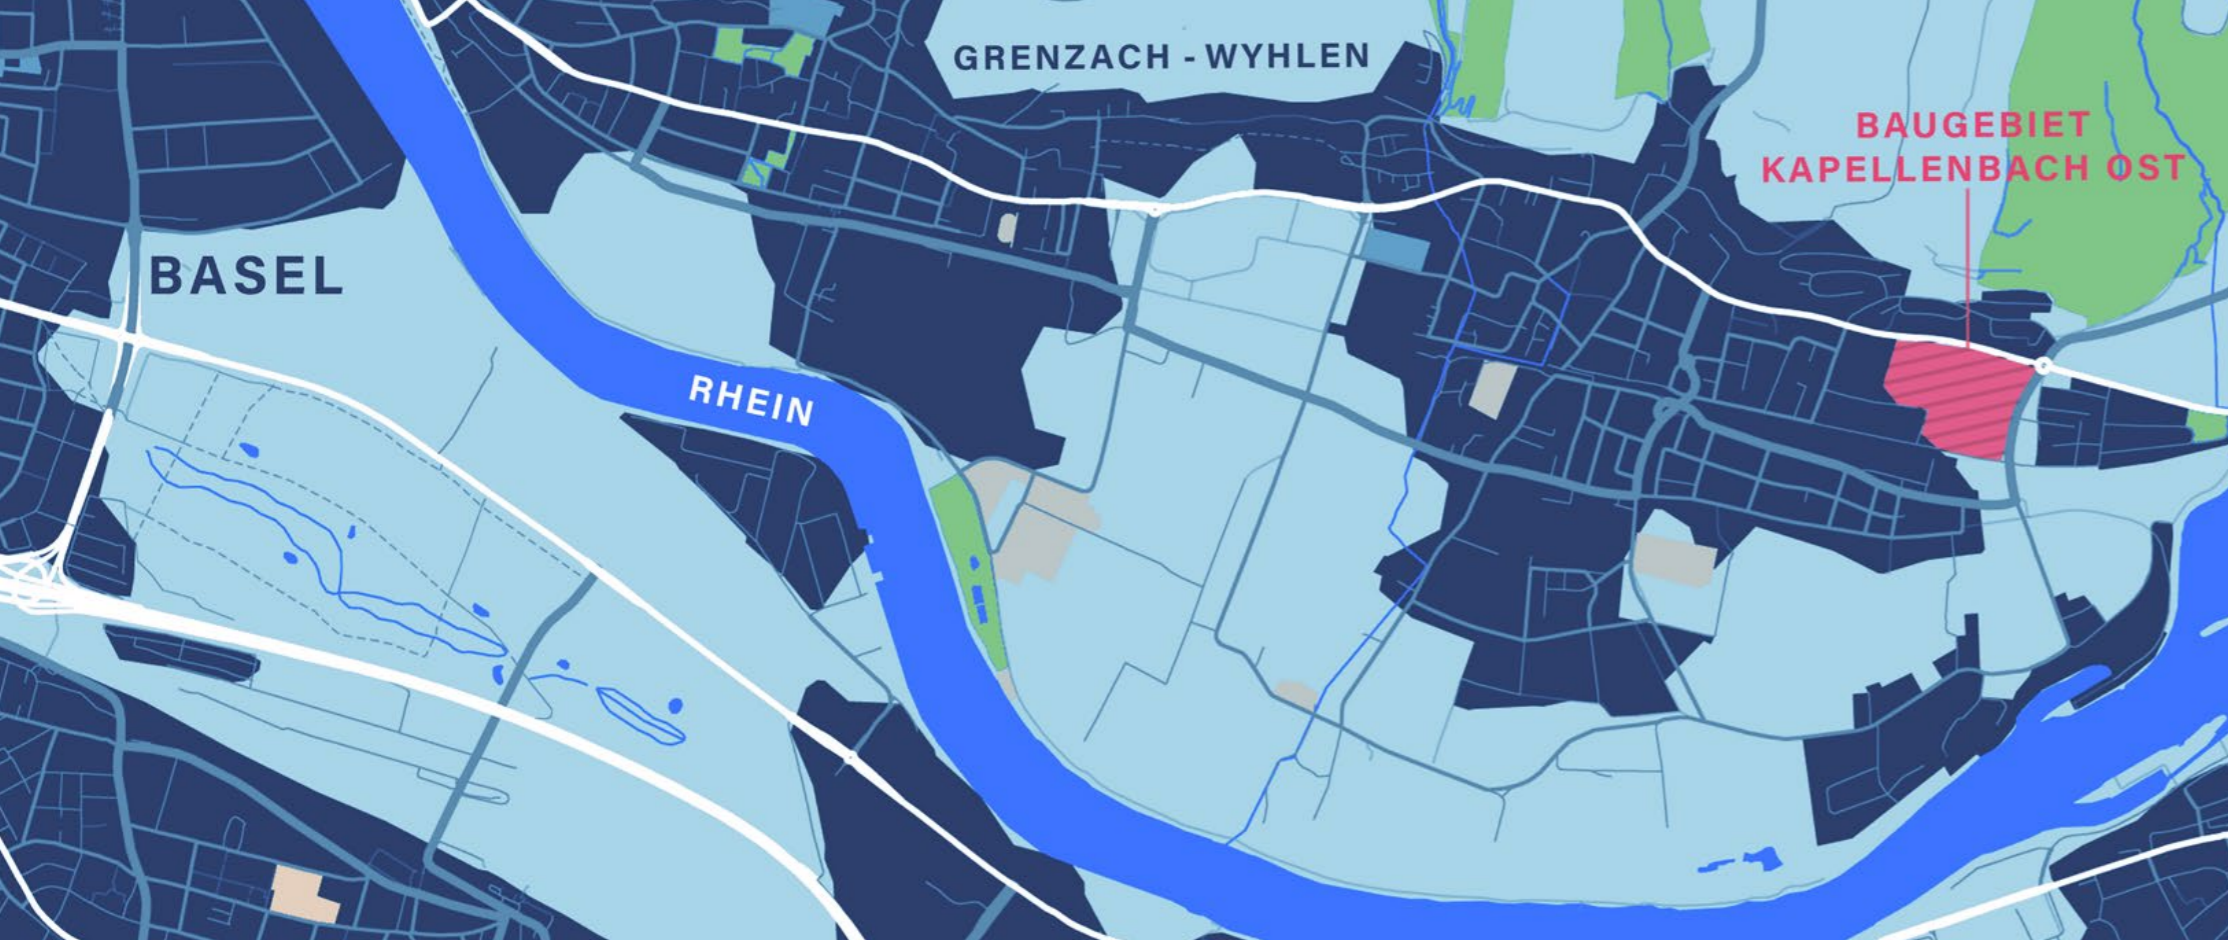 GRENZACH - WYHLEN
BAUGEBIET
KAPELLENBACH OST
BASEL
RHEIN